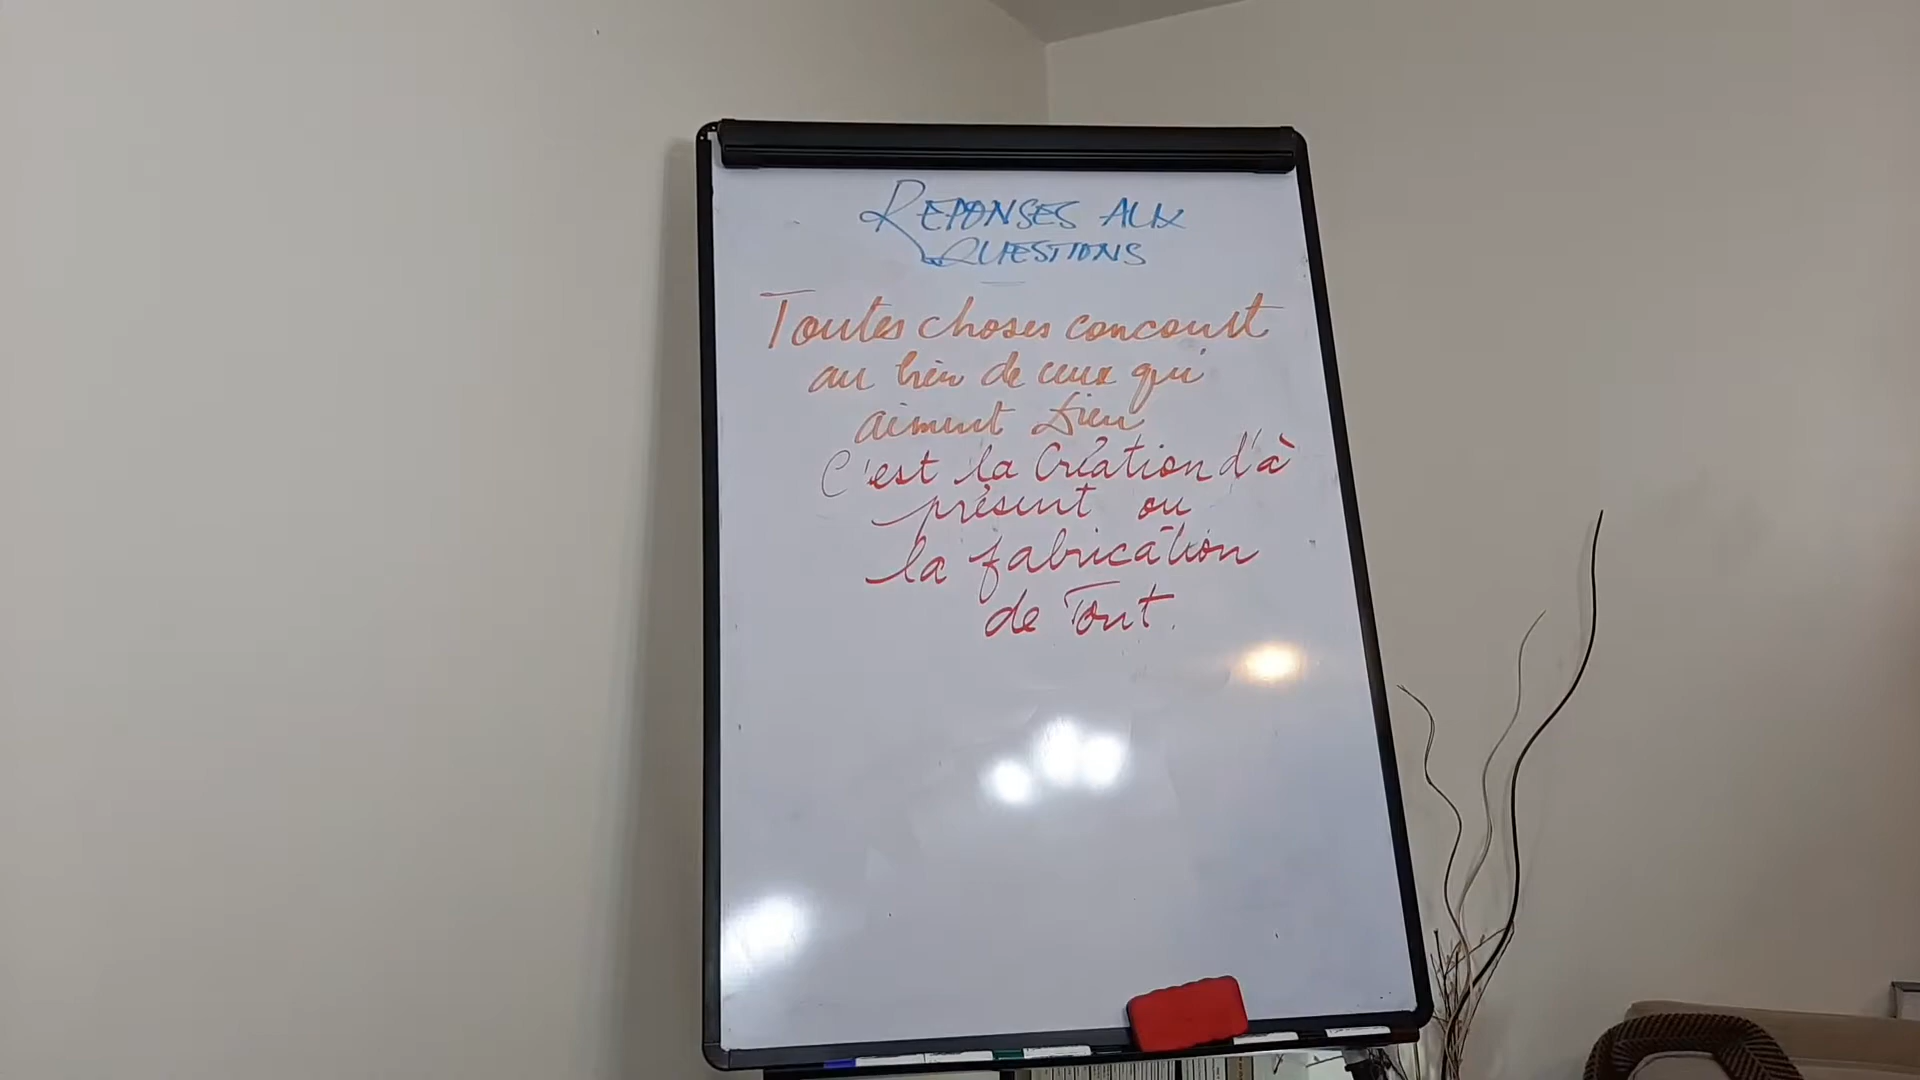 REPONSES AUX
QUESTIONS
Toutes choses concourt
au bien de ceux qui
aiment Dieu
C'est la Création d'à
présent ou
la fabrication
de Tout.